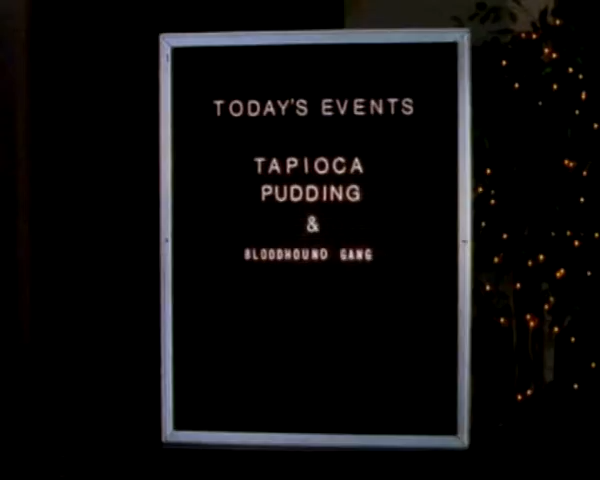 TODAY'S EVENTS
TAPIOCA
PUDDING
&
BLOODHOUND GANG